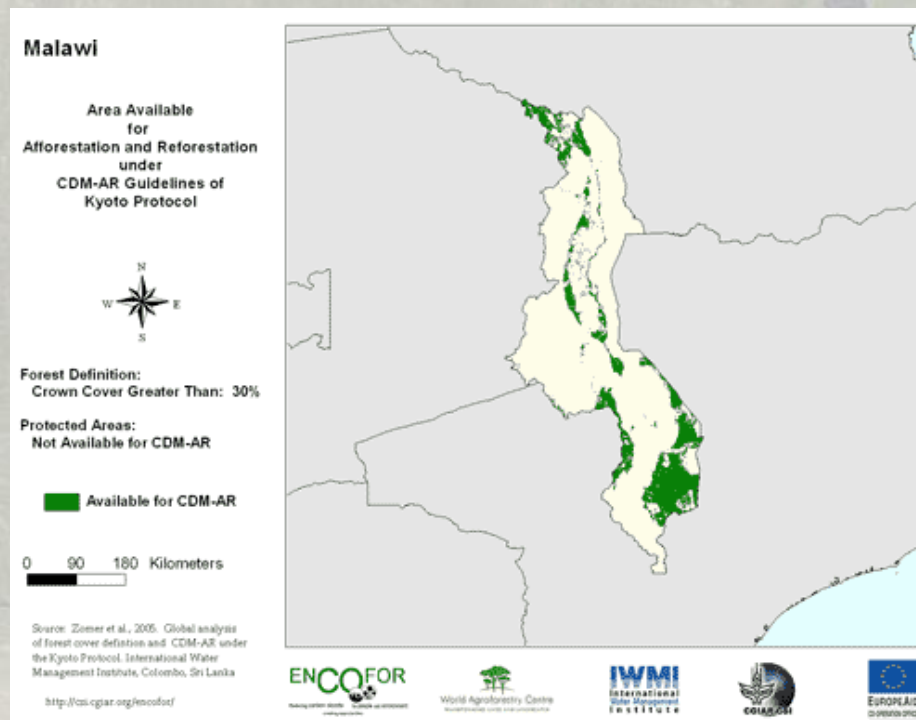 Malawi
Area Available
for
Afforestation and Reforestation
under
CDM-AR Guidelines of
Kyoto Protocol
N
W E
S
Forest Definition:
Crown Cover Greater Than: 30%
Protected Areas:
Not Available for CDM-AR
Available for CDM-AR
0 90 180 Kilometers
Source: Zomer et al., 2005. Global analysis
of forest cover defintion and CDM-AR under
the Kyoto Protocol. International Water
Management Institute, Colombo, Sri Lanka
http://csi.cgiar.org/encofor/
ENCOFOR
World Agroforestry Centre
IWMI
International
Water Management
Institute
CGIAR-CSI
EUROPEAID